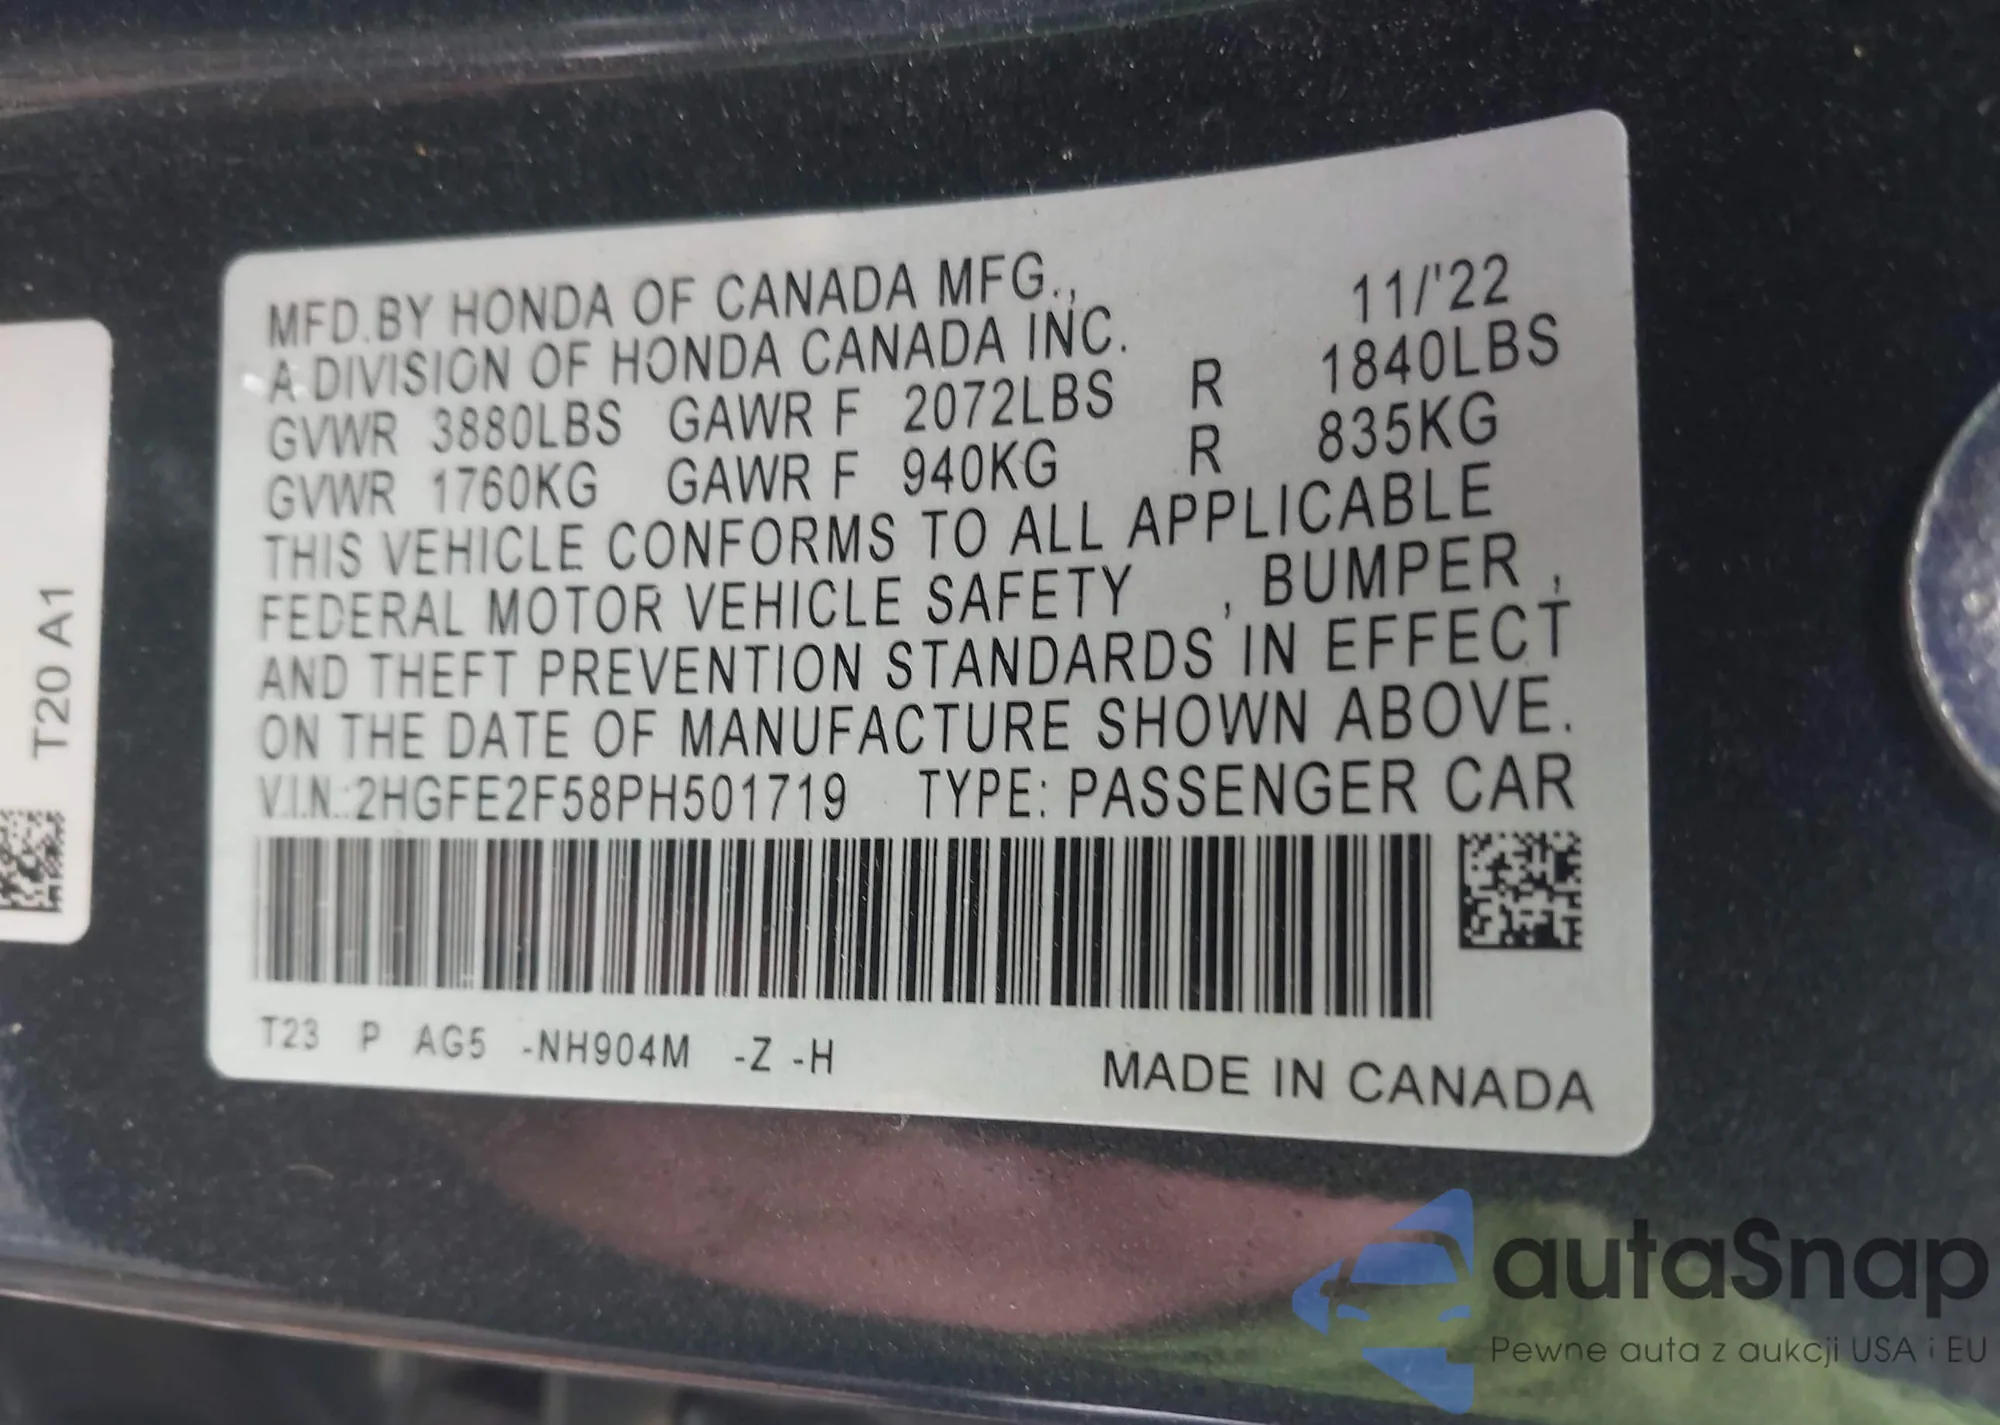 MFD.BY HONDA OF CANADA MFG., 11/'22
A DIVISION OF HONDA CANADA INC.
GVWR 3880LBS GAWR F 2072LBS R 1840LBS
GVWR 1760KG GAWR F 940KG R 835KG
THIS VEHICLE CONFORMS TO ALL APPLICABLE
FEDERAL MOTOR VEHICLE SAFETY , BUMPER ,
AND THEFT PREVENTION STANDARDS IN EFFECT
ON THE DATE OF MANUFACTURE SHOWN ABOVE.
V.I.N.:2HGFE2F58PH501719 TYPE: PASSENGER CAR
T23 P AG5 -NH904M -Z -H
MADE IN CANADA
T20 A1
autaSnap
Pewne auta z aukcji USA i EU